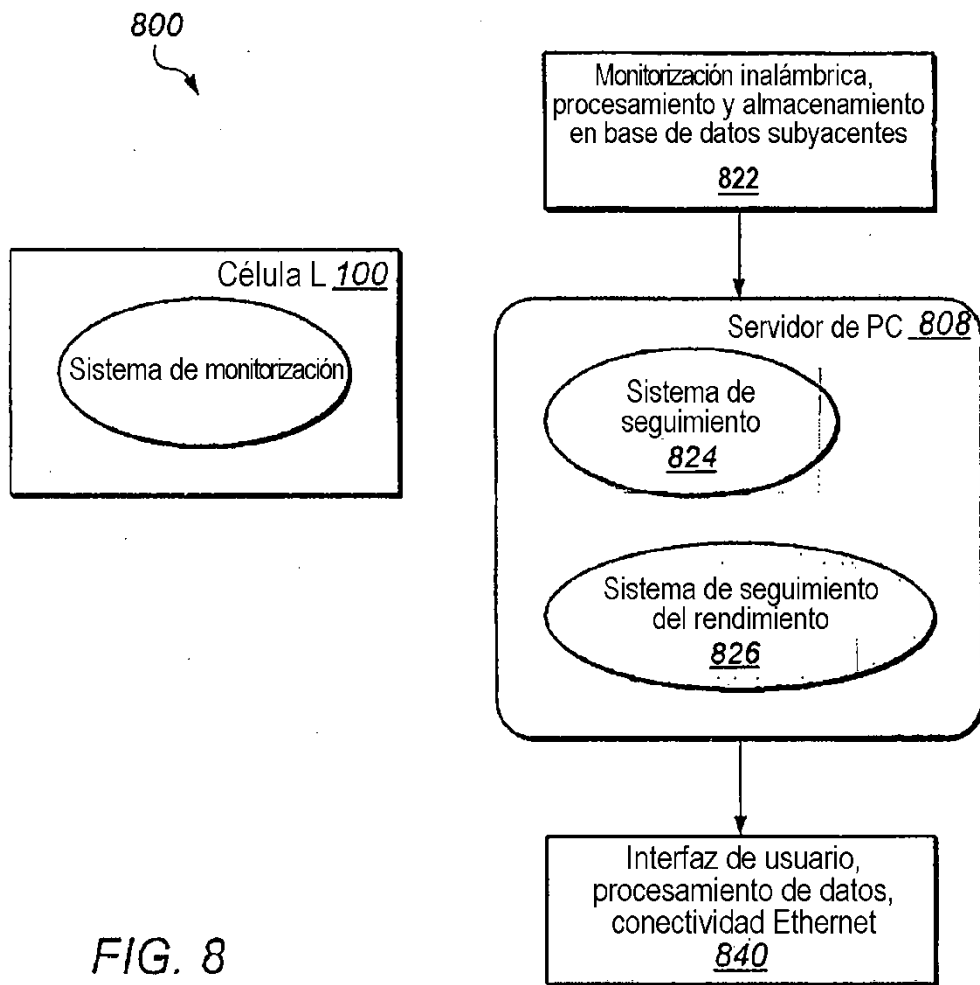 800
Monitorización inalámbrica,
procesamiento y almacenamiento
en base de datos subyacentes
822
Célula L 100
Sistema de monitorización
Servidor de PC 808
Sistema de
seguimiento
824
Sistema de seguimiento
del rendimiento
826
Interfaz de usuario,
procesamiento de datos,
conectividad Ethernet
840
FIG. 8